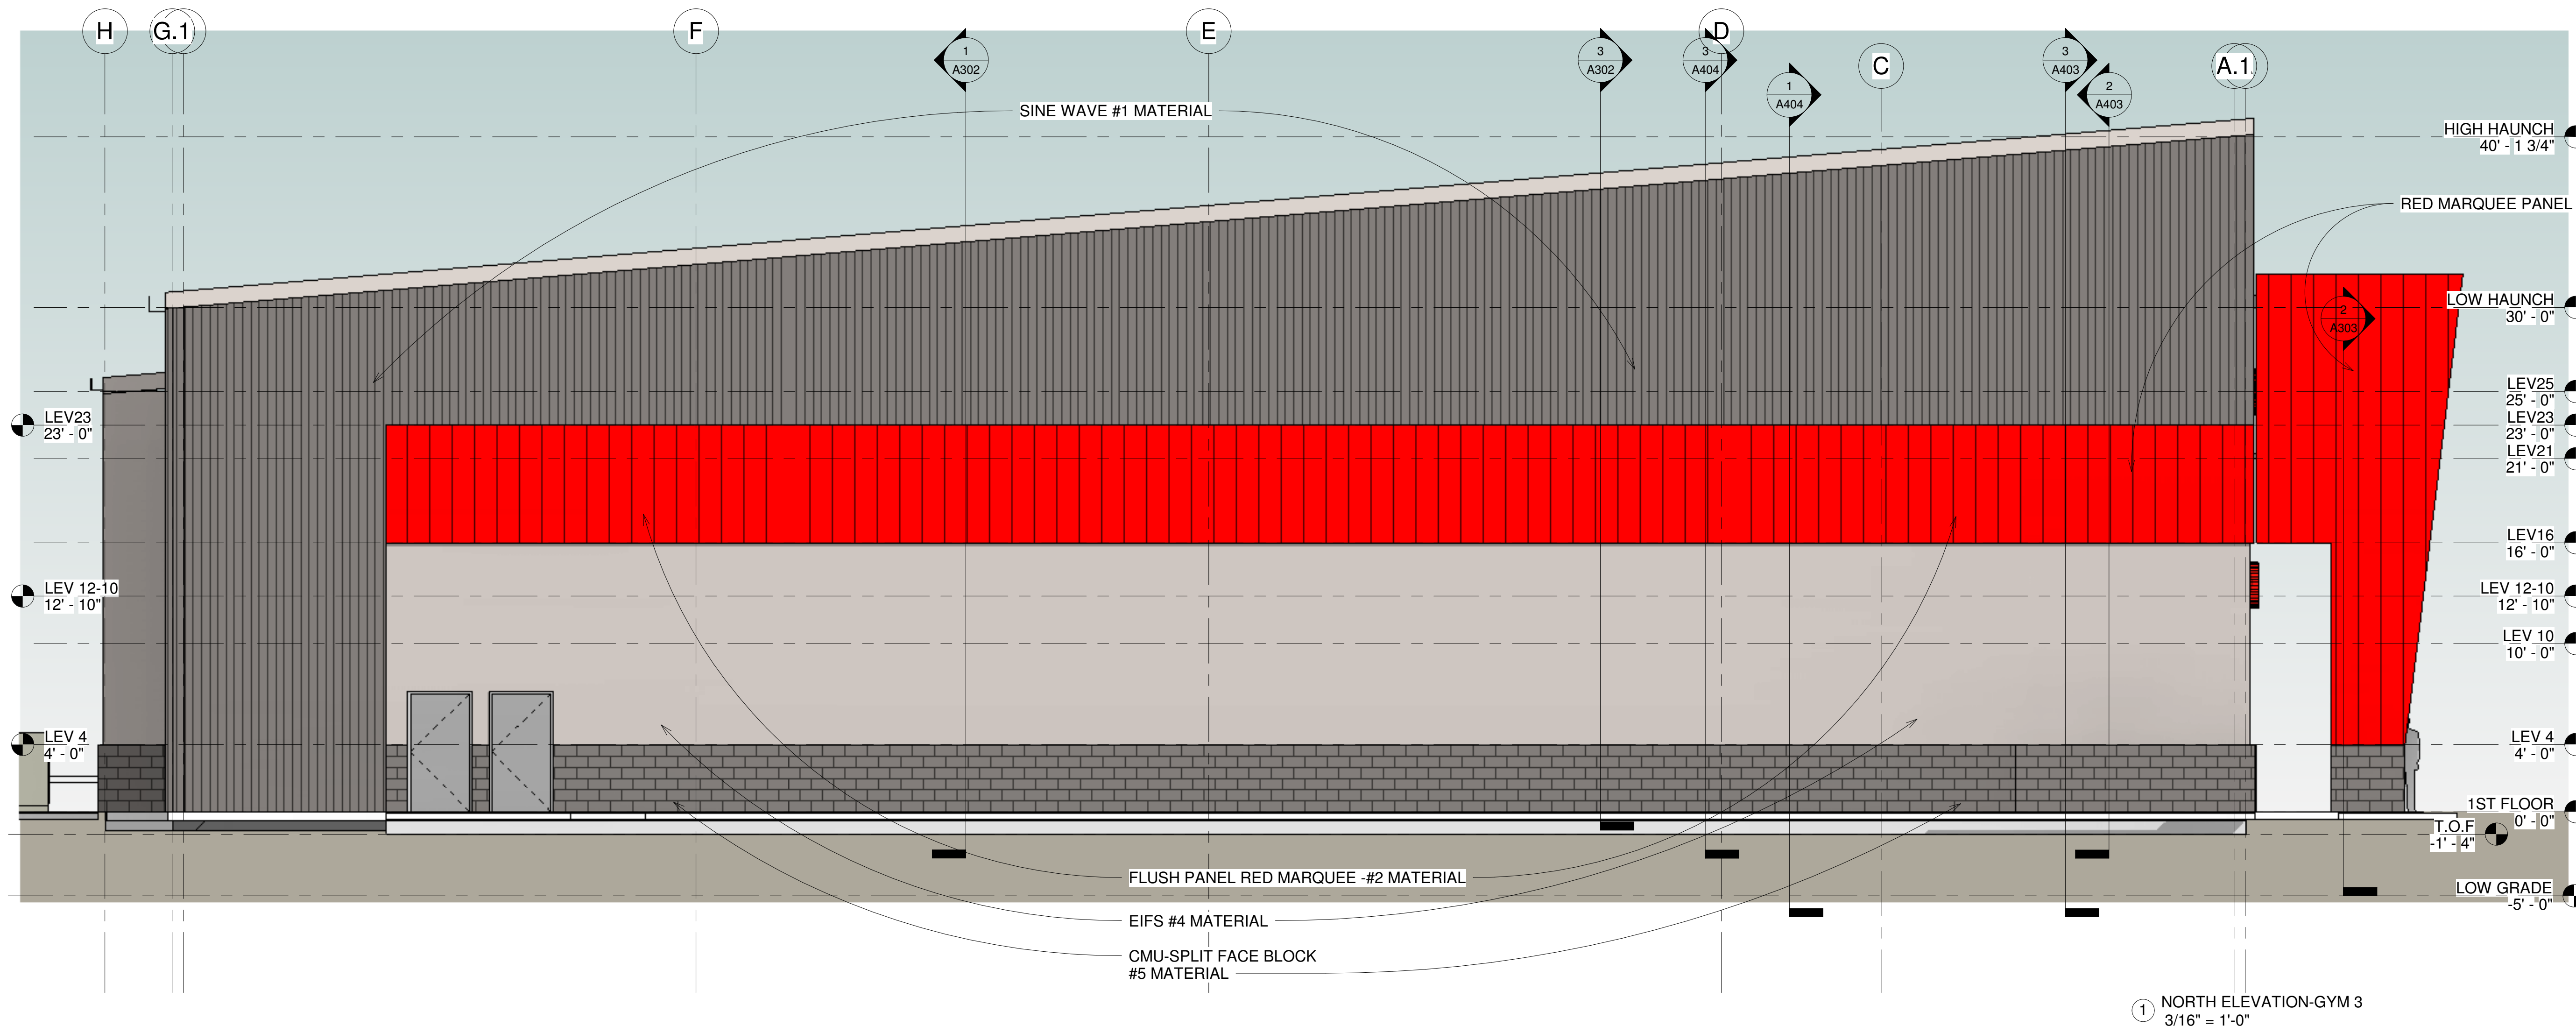 H
G.1
F
E
D
C
A.1
1
A302
3
A302
3
A404
1
A404
3
A403
2
A403
SINE WAVE #1 MATERIAL
HIGH HAUNCH
40' - 1 3/4"
RED MARQUEE PANEL
LOW HAUNCH
30' - 0"
2
A303
LEV25
25' - 0"
LEV23
23' - 0"
LEV23
23' - 0"
LEV21
21' - 0"
LEV16
16' - 0"
LEV 12-10
12' - 10"
LEV 12-10
12' - 10"
LEV 10
10' - 0"
LEV 4
4' - 0"
LEV 4
4' - 0"
1ST FLOOR
0' - 0"
T.O.F
-1' - 4"
FLUSH PANEL RED MARQUEE -#2 MATERIAL
LOW GRADE
-5' - 0"
EIFS #4 MATERIAL
CMU-SPLIT FACE BLOCK
#5 MATERIAL
1 NORTH ELEVATION-GYM 3
3/16" = 1'-0"